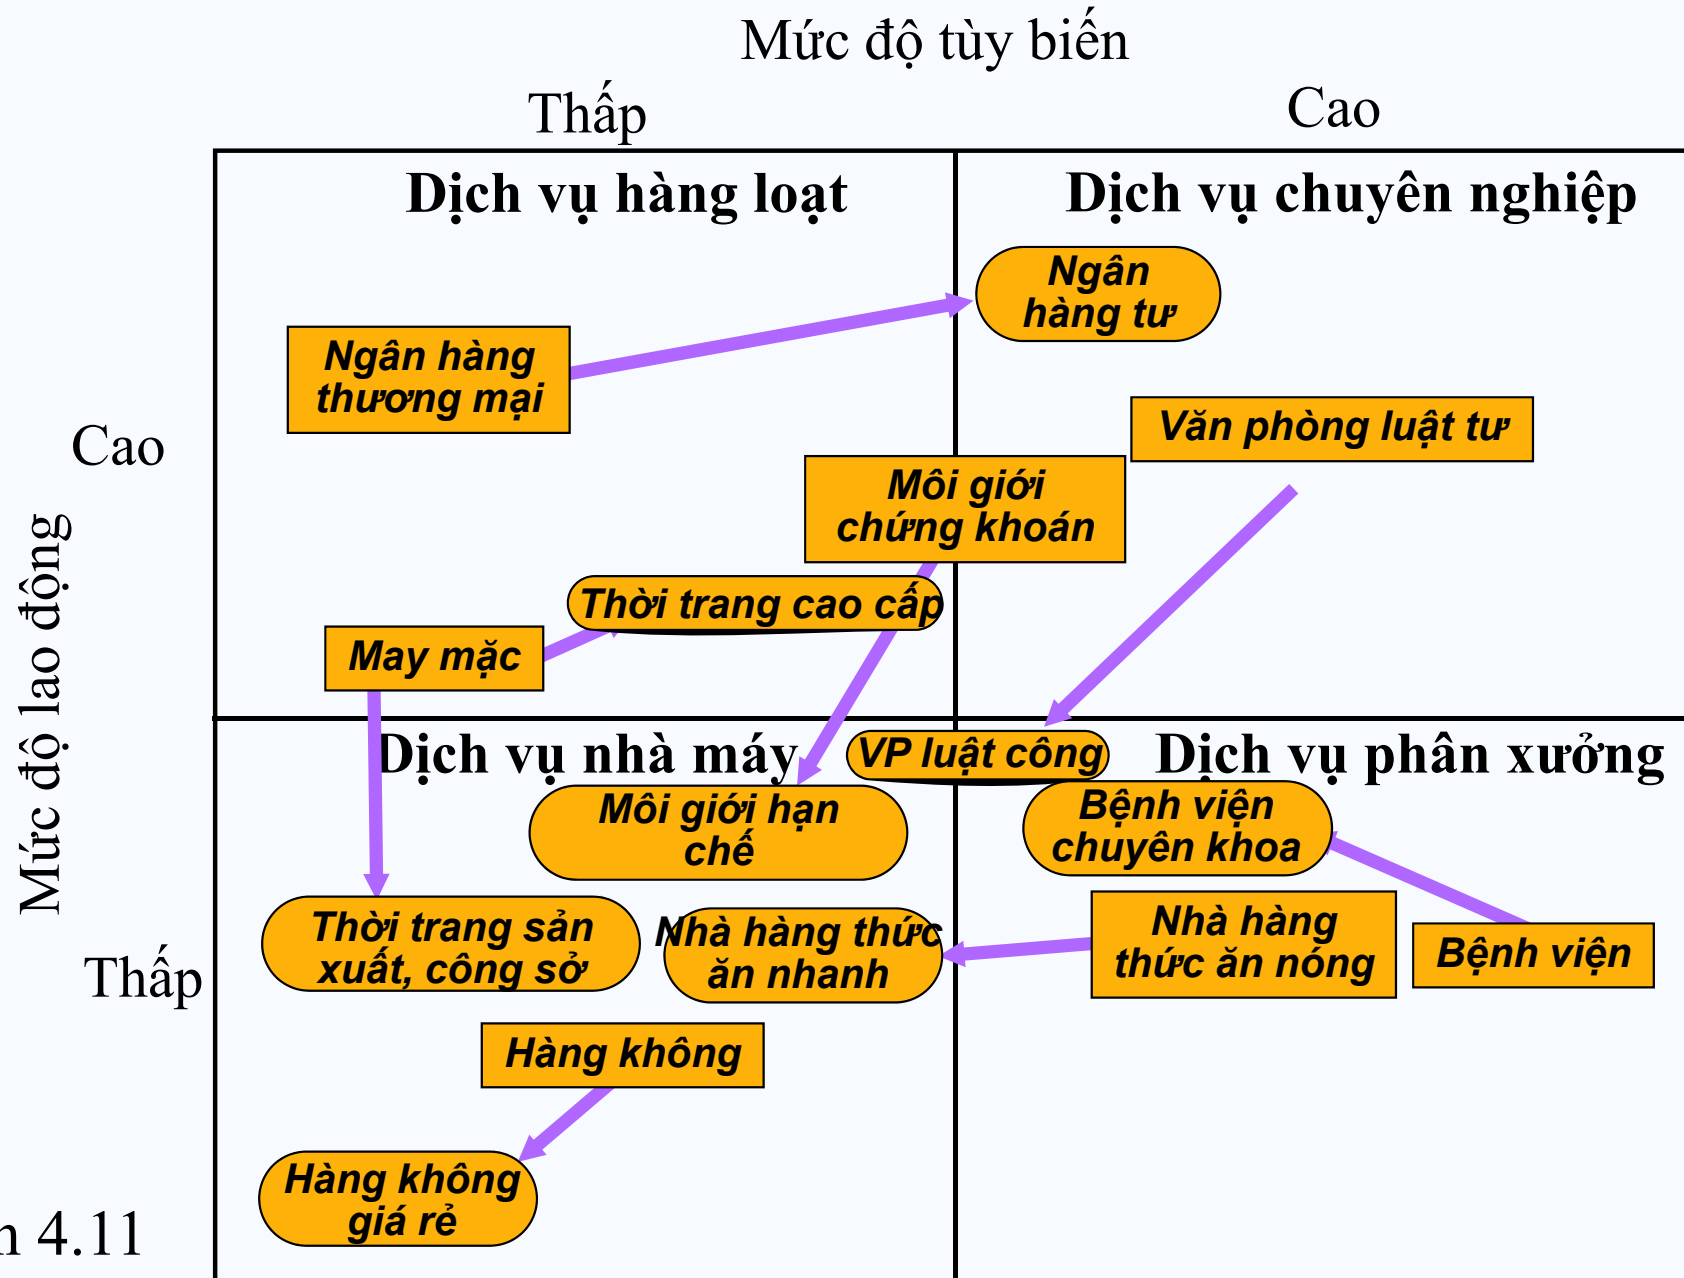 Mức độ tùy biến
Thấp
Cao
Dịch vụ hàng loạt
Dịch vụ chuyên nghiệp
Ngân
hàng tư
Ngân hàng
thương mại
Văn phòng luật tư
Cao
Môi giới
chứng khoán
Thời trang cao cấp
May mặc
Mức độ lao động
Dịch vụ nhà máy
VP luật công
Dịch vụ phân xưởng
Môi giới hạn
chế
Bệnh viện
chuyên khoa
Thời trang sản
xuất, công sở
Nhà hàng thức
ăn nhanh
Nhà hàng
thức ăn nóng
Bệnh viện
Thấp
Hàng không
Hàng không
giá rẻ
4.11